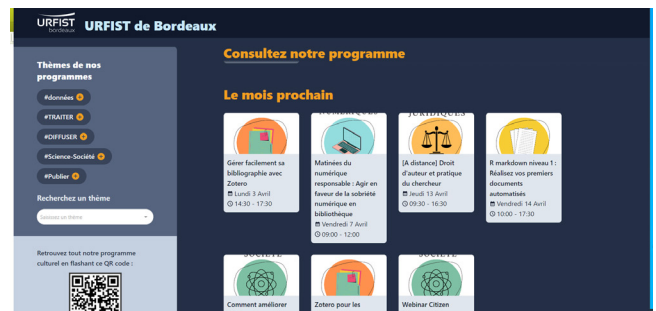 URFIST
bordeaux
URFIST de Bordeaux
Thèmes de nos
programmes
#données
#TRAITER
#DIFFUSER
#Science-Société
#Publier
Recherchez un thème
Saisissez un thème
Retrouvez tout notre programme
culturel en flashant ce QR code :
Consultez notre programme
Le mois prochain
Gérer facilement sa
bibliographie avec
Zotero
Lundi 3 Avril
14:30 - 17:30
NUMÉRIQUES
Matinées du
numérique
responsable : Agir en
faveur de la sobriété
numérique en
bibliothèque
Vendredi 7 Avril
09:00 - 12:00
JURIDIQUES
[A distance] Droit
d'auteur et pratique
du chercheur
Jeudi 13 Avril
09:30 - 16:30
R markdown niveau 1 :
Réalisez vos premiers
documents
automatisés
Vendredi 14 Avril
10:00 - 17:30
SOCIÉTÉ
Comment améliorer
Zotero pour les
SOCIÉTÉ
Webinar Citizen